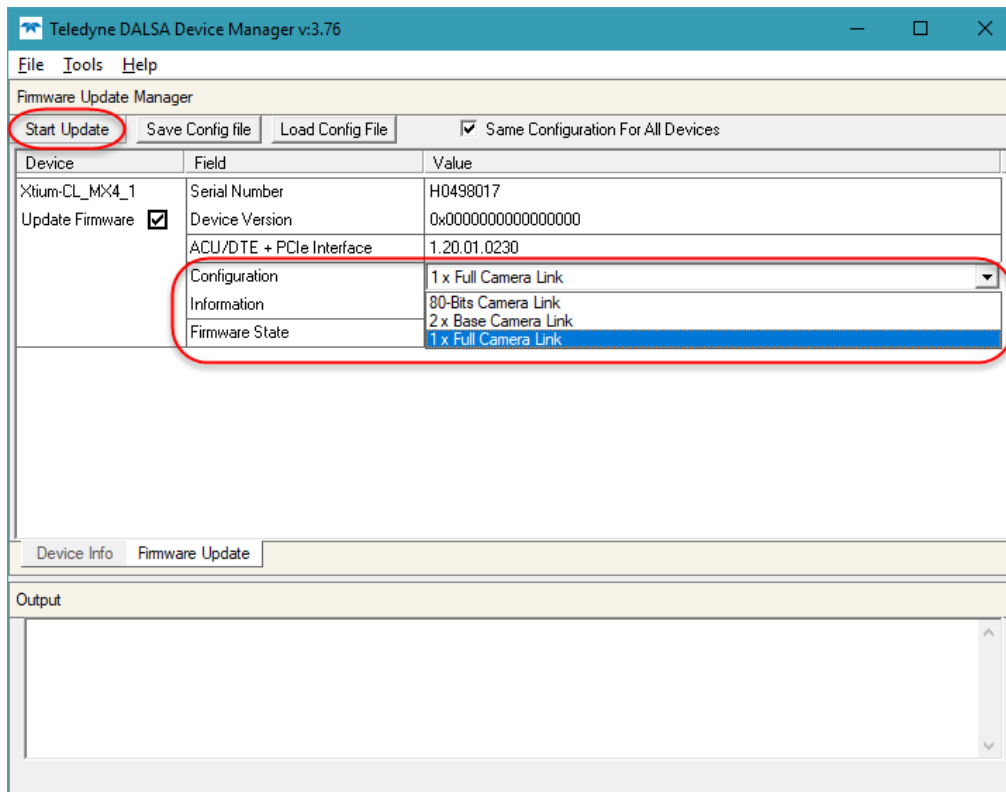 Teledyne DALSA Device Manager v:3.76
File Tools Help
Firmware Update Manager
Start Update Save Config file Load Config File Same Configuration For All Devices
Device Field Value
Xtium-CL_MX4_1 Serial Number H0498017
Update Firmware Device Version 0x0000000000000000
ACU/DTE + PCIe Interface 1.20.01.0230
Configuration 1 x Full Camera Link
Information 80-Bits Camera Link
2 x Base Camera Link
Firmware State 1 x Full Camera Link
Device Info Firmware Update
Output